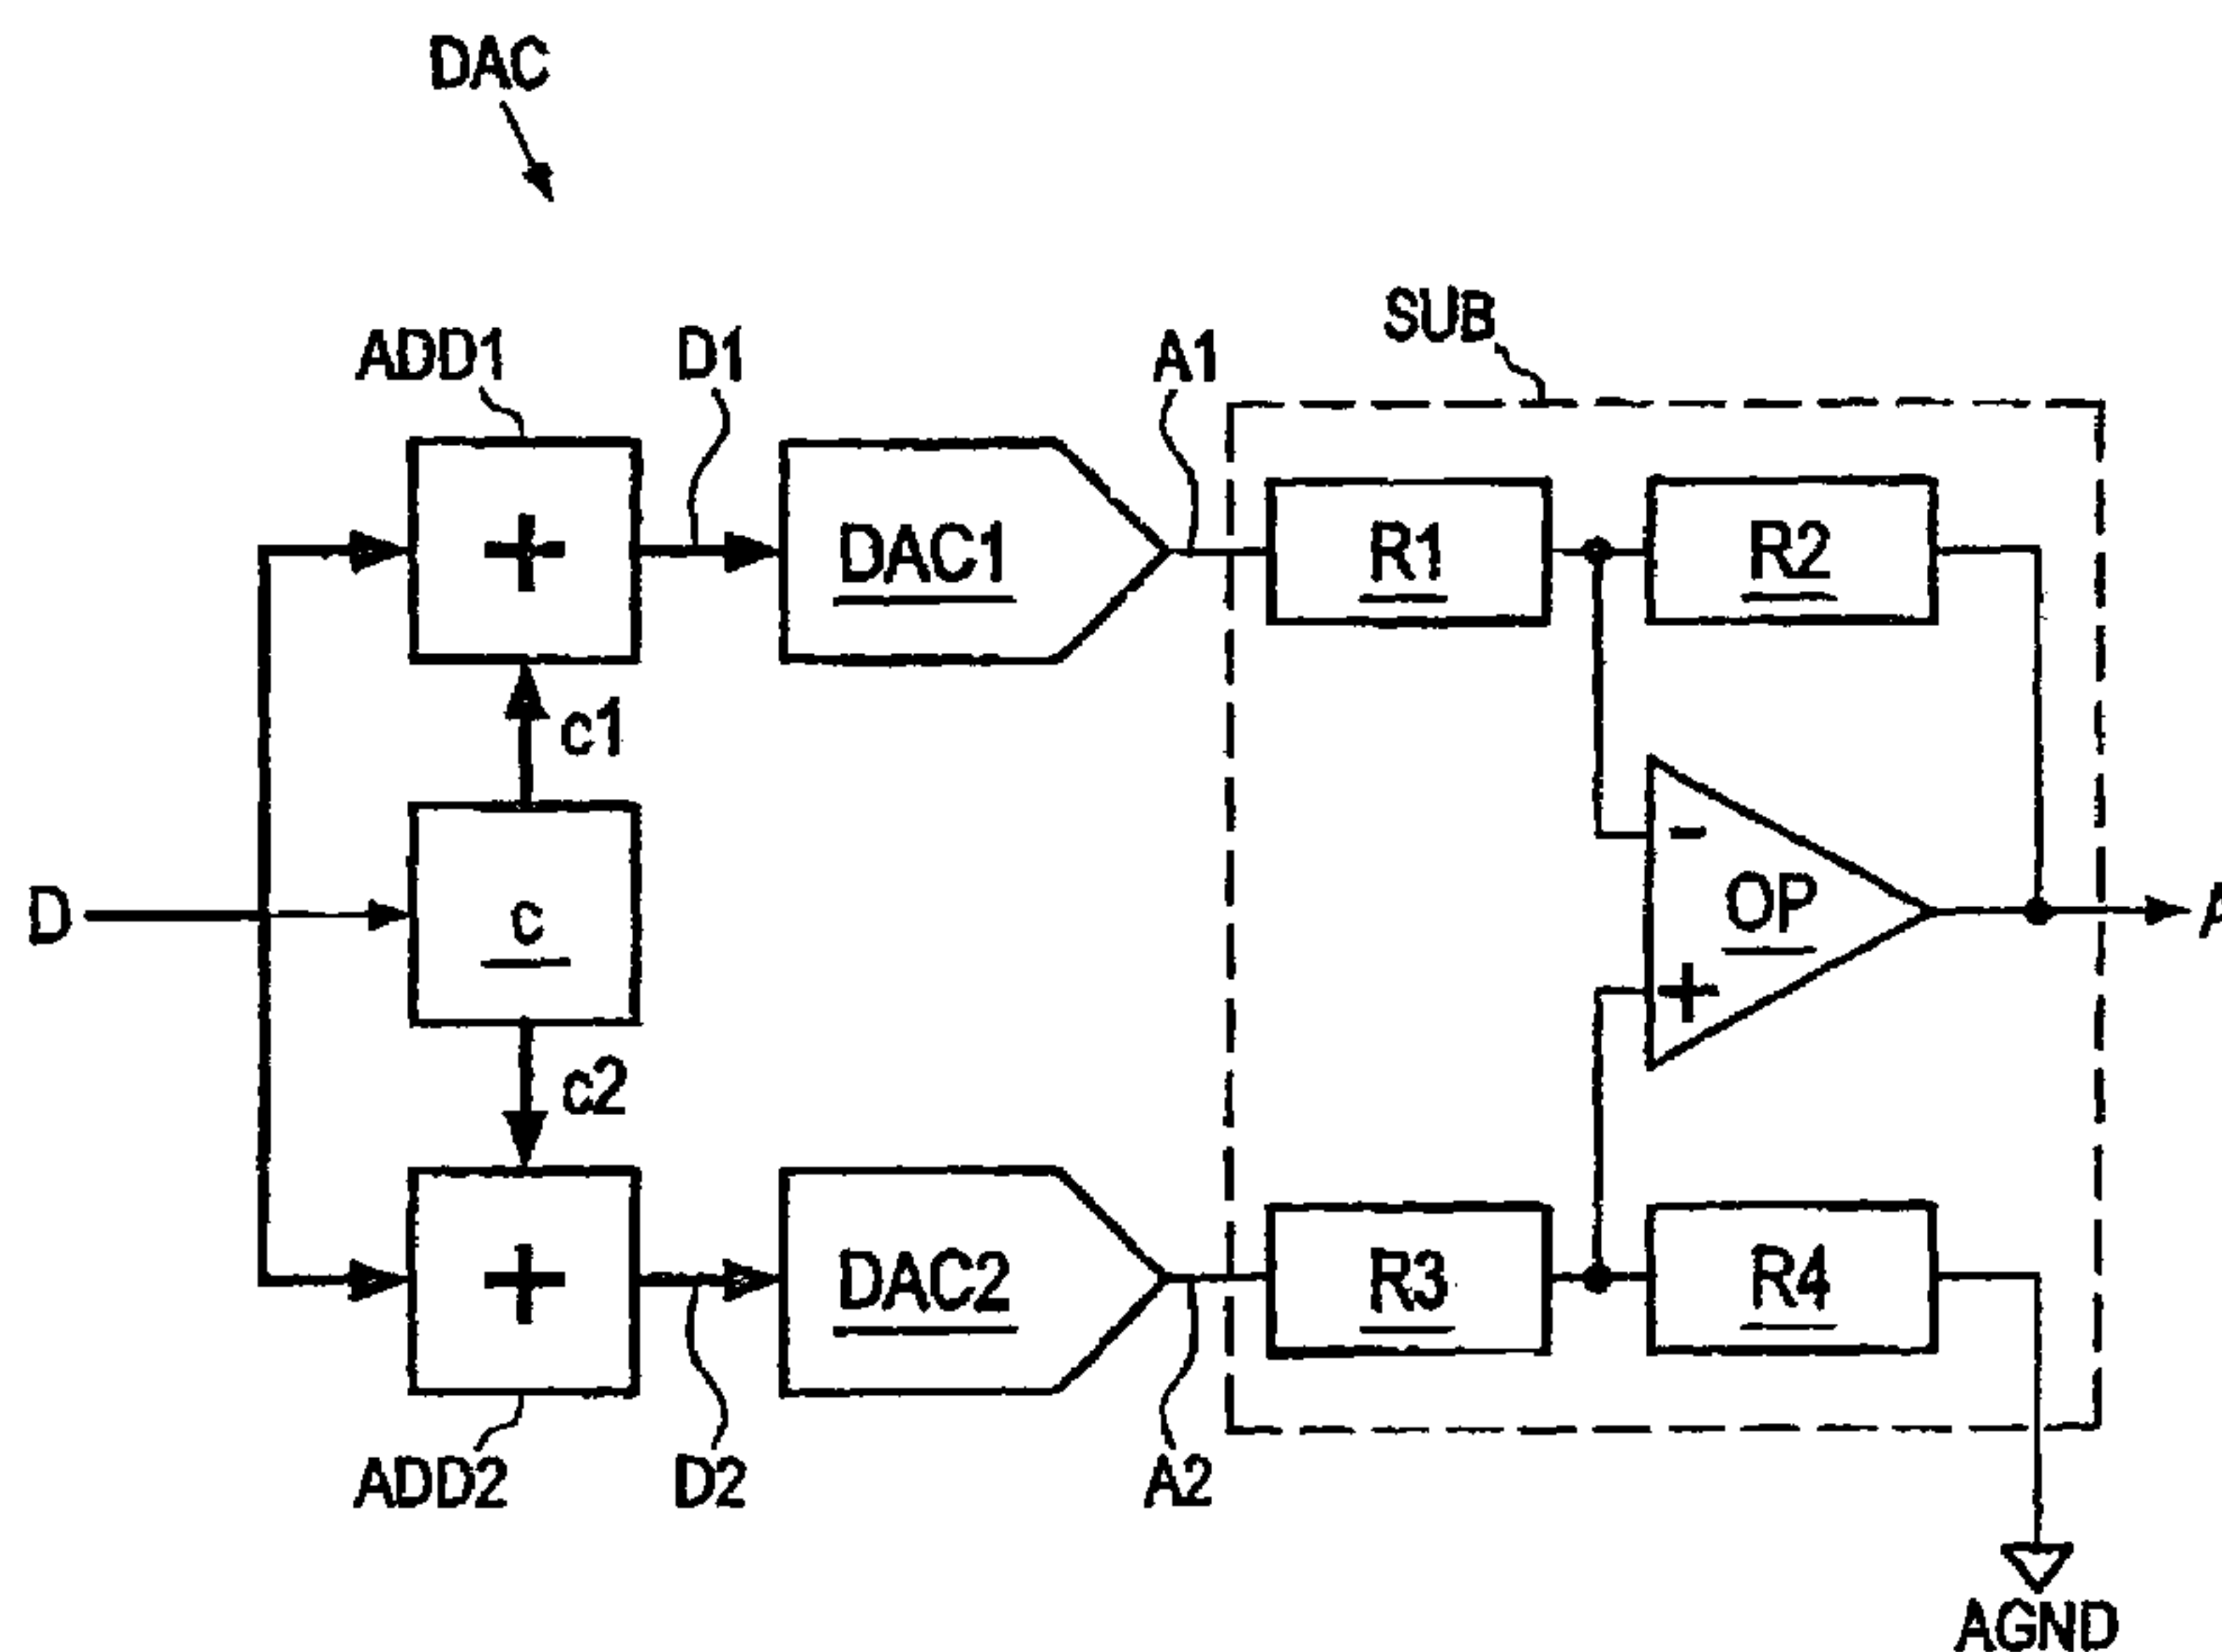 DAC
SUB
ADD1 D1 A1
+ DAC1 R1 R2
c1
-
D c OP A
+
c2
+ DAC2 R3 R4
ADD2 D2 A2
AGND